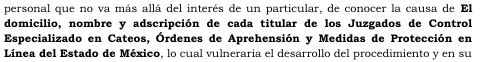 personal que no va más allá del interés de un particular, de conocer la causa de El
domicilio, nombre y adscripción de cada titular de los Juzgados de Control
Especializado en Cateos, Órdenes de Aprehensión y Medidas de Protección en
Línea del Estado de México, lo cual vulneraria el desarrollo del procedimiento y en su